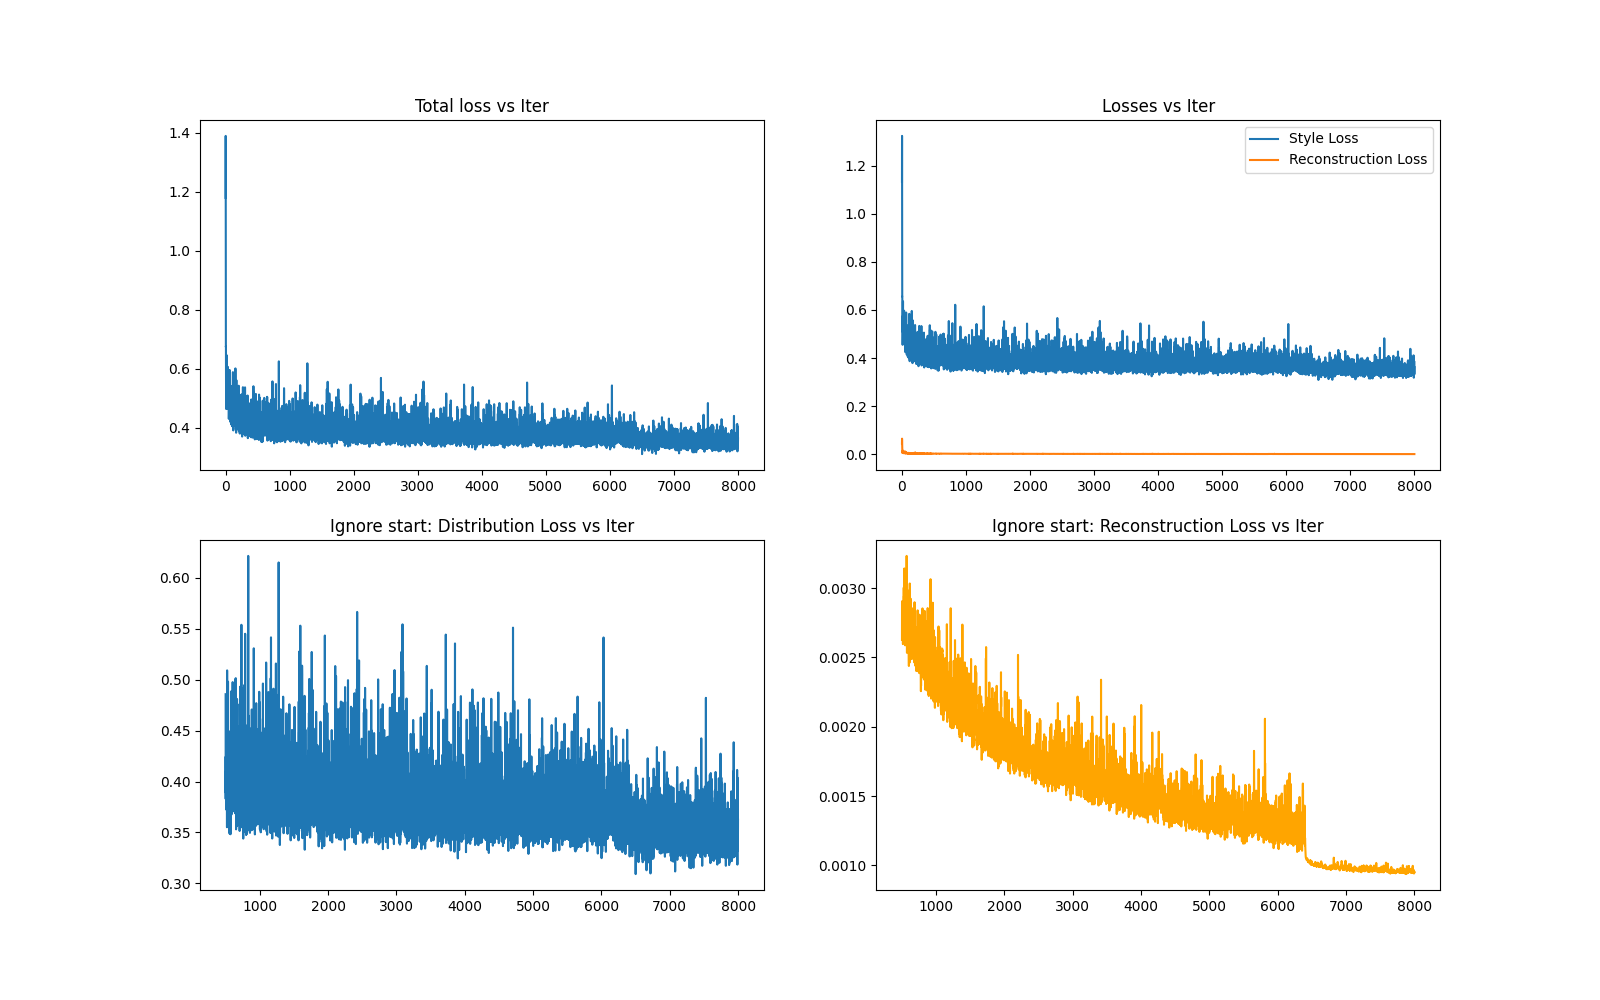 Total loss vs Iter
1.4
1.2
1.0
0.8
0.6
0.4
0 1000 2000 3000 4000 5000 6000 7000 8000
Losses vs Iter
Style Loss
Reconstruction Loss
1.2
1.0
0.8
0.6
0.4
0.2
0.0
0 1000 2000 3000 4000 5000 6000 7000 8000
Ignore start: Distribution Loss vs Iter
0.60
0.55
0.50
0.45
0.40
0.35
0.30
1000 2000 3000 4000 5000 6000 7000 8000
Ignore start: Reconstruction Loss vs Iter
0.0030
0.0025
0.0020
0.0015
0.0010
1000 2000 3000 4000 5000 6000 7000 8000